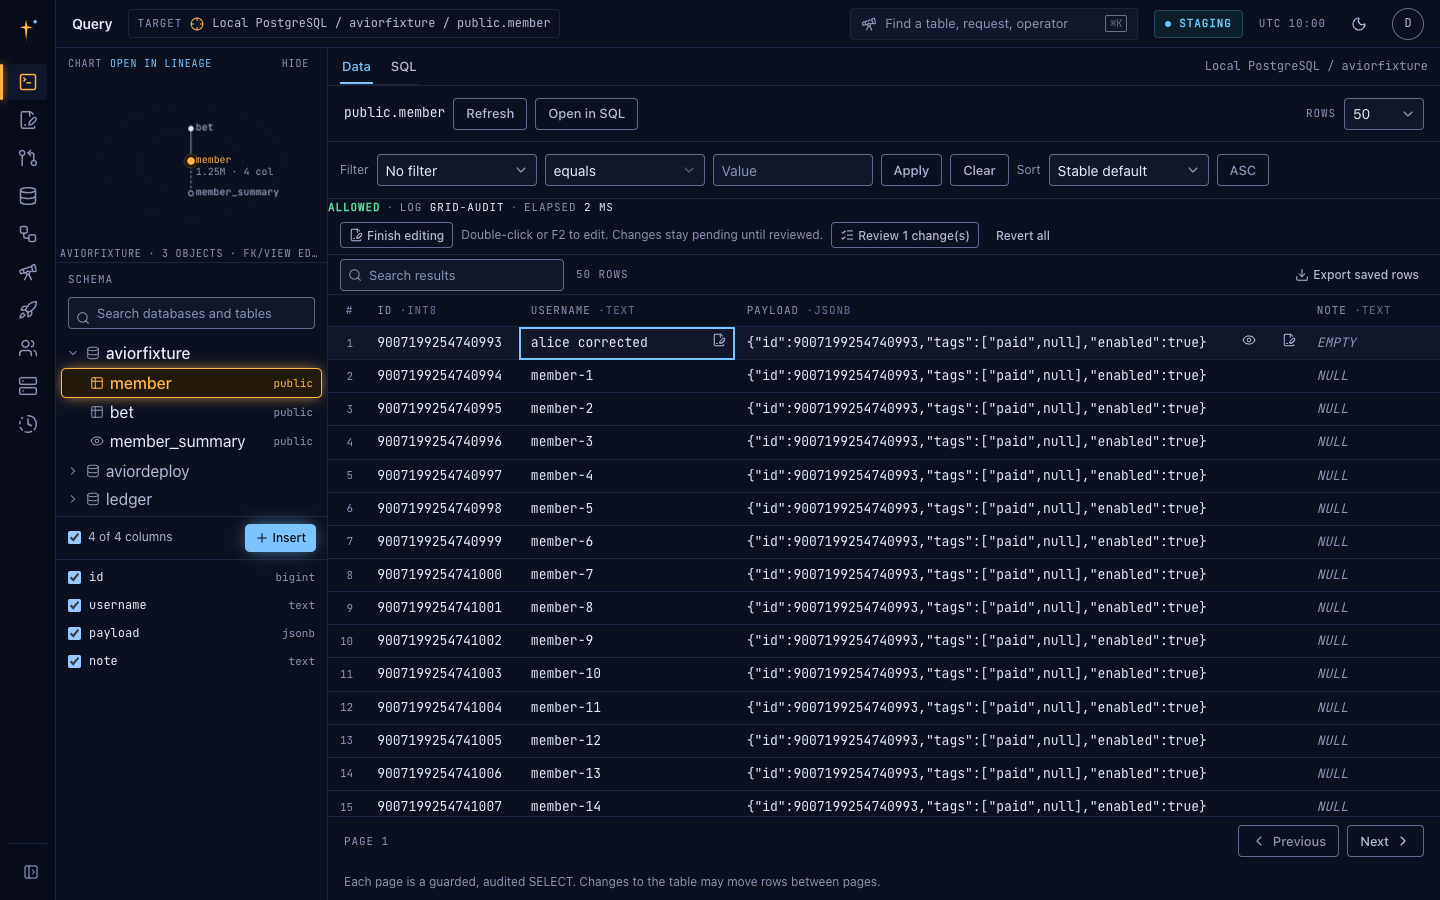 Query TARGET Local PostgreSQL / aviorfixture / public.member Find a table, request, operator ⌘K STAGING UTC 10:00 D
CHART OPEN IN LINEAGE HIDE
bet
member
1.25M · 4 col
member_summary
AVIORFIXTURE · 3 OBJECTS · FK/VIEW ED…
SCHEMA
Search databases and tables
aviorfixture
member public
bet public
member_summary public
aviordeploy
ledger
4 of 4 columns Insert
id bigint
username text
payload jsonb
note text
Data SQL Local PostgreSQL / aviorfixture
public.member Refresh Open in SQL ROWS 50
Filter No filter equals Value Apply Clear Sort Stable default ASC
ALLOWED · LOG GRID-AUDIT · ELAPSED 2 MS
Finish editing Double-click or F2 to edit. Changes stay pending until reviewed. Review 1 change(s) Revert all
Search results 50 ROWS Export saved rows
# ID ·INT8 USERNAME ·TEXT PAYLOAD ·JSONB NOTE ·TEXT
1 9007199254740993 alice corrected {"id":9007199254740993,"tags":["paid",null],"enabled":true} EMPTY
2 9007199254740994 member-1 {"id":9007199254740993,"tags":["paid",null],"enabled":true} NULL
3 9007199254740995 member-2 {"id":9007199254740993,"tags":["paid",null],"enabled":true} NULL
4 9007199254740996 member-3 {"id":9007199254740993,"tags":["paid",null],"enabled":true} NULL
5 9007199254740997 member-4 {"id":9007199254740993,"tags":["paid",null],"enabled":true} NULL
6 9007199254740998 member-5 {"id":9007199254740993,"tags":["paid",null],"enabled":true} NULL
7 9007199254740999 member-6 {"id":9007199254740993,"tags":["paid",null],"enabled":true} NULL
8 9007199254741000 member-7 {"id":9007199254740993,"tags":["paid",null],"enabled":true} NULL
9 9007199254741001 member-8 {"id":9007199254740993,"tags":["paid",null],"enabled":true} NULL
10 9007199254741002 member-9 {"id":9007199254740993,"tags":["paid",null],"enabled":true} NULL
11 9007199254741003 member-10 {"id":9007199254740993,"tags":["paid",null],"enabled":true} NULL
12 9007199254741004 member-11 {"id":9007199254740993,"tags":["paid",null],"enabled":true} NULL
13 9007199254741005 member-12 {"id":9007199254740993,"tags":["paid",null],"enabled":true} NULL
14 9007199254741006 member-13 {"id":9007199254740993,"tags":["paid",null],"enabled":true} NULL
15 9007199254741007 member-14 {"id":9007199254740993,"tags":["paid",null],"enabled":true} NULL
PAGE 1 Previous Next
Each page is a guarded, audited SELECT. Changes to the table may move rows between pages.